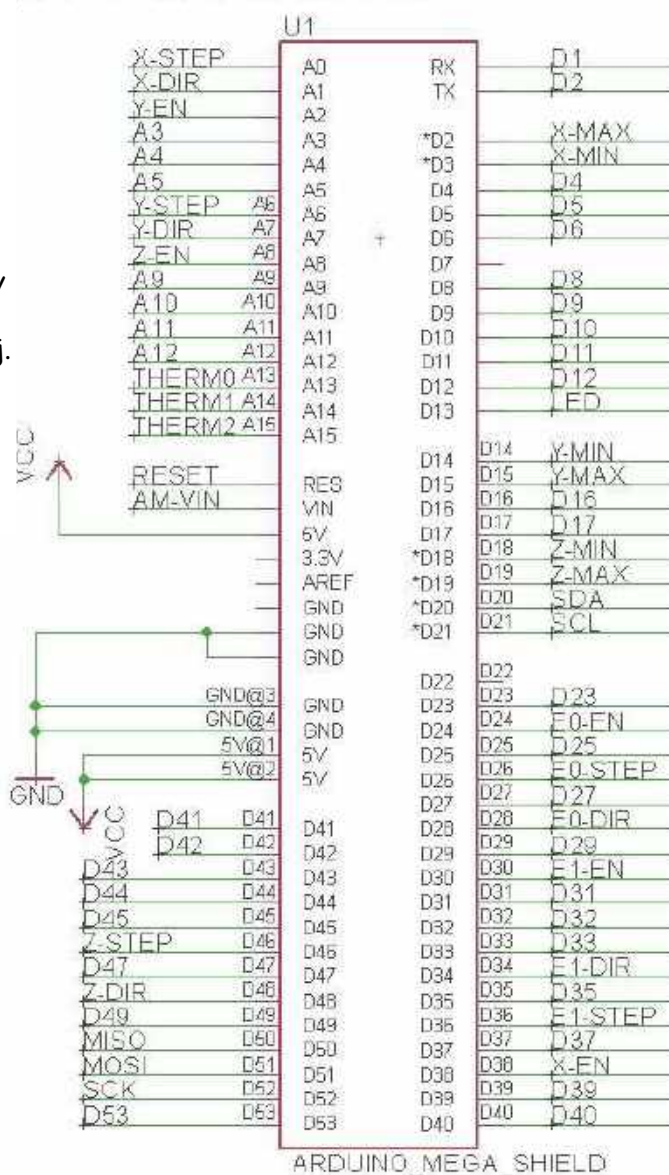 U1
X-STEP A0 RX D1
X-DIR A1 TX D2
Y-EN A2
A3 A3 *D2 X-MAX
A4 A4 *D3 X-MIN
A5 A5 D4 D4
Y-STEP A6 A6 D5 D5
Y-DIR A7 A7 D6 D6
Z-EN A8 A8 D7
A9 A9 A9 D8 D8
A10 A10 A10 D9 D9
A11 A11 A11 D10 D10
A12 A12 A12 D11 D11
THERM0 A13 A13 D12 D12
THERM1 A14 A14 D13 LED
THERM2 A15 A15
VCC
D14 D14 Y-MIN
RESET RES D15 D15 Y-MAX
AM-VIN VIN D16 D16 D16
5V D17 D17 D17
3.3V *D18 D18 Z-MIN
AREF *D19 D19 Z-MAX
GND *D20 D20 SDA
GND *D21 D21 SCL
GND
D22 D22
GND@3 GND D23 D23 D23
GND@4 GND D24 D24 E0-EN
5V@1 5V D25 D25 D25
5V@2 5V D26 D26 E0-STEP
GND D27 D27 D27
VCC
D41 D41 D41 D28 D28 E0-DIR
D42 D42 D42 D29 D29 D29
D43 D43 D43 D30 D30 E1-EN
D44 D44 D44 D31 D31 D31
D45 D45 D45 D32 D32 D32
Z-STEP D46 D46 D33 D33 D33
D47 D47 D47 D34 D34 E1-DIR
Z-DIR D48 D48 D35 D35 D35
D49 D49 D49 D36 D36 E1-STEP
MISO D50 D50 D37 D37 D37
MOSI D51 D51 D38 D38 X-EN
SCK D52 D52 D39 D39 D39
D53 D53 D53 D40 D40 D40
ARDUINO MEGA SHIELD